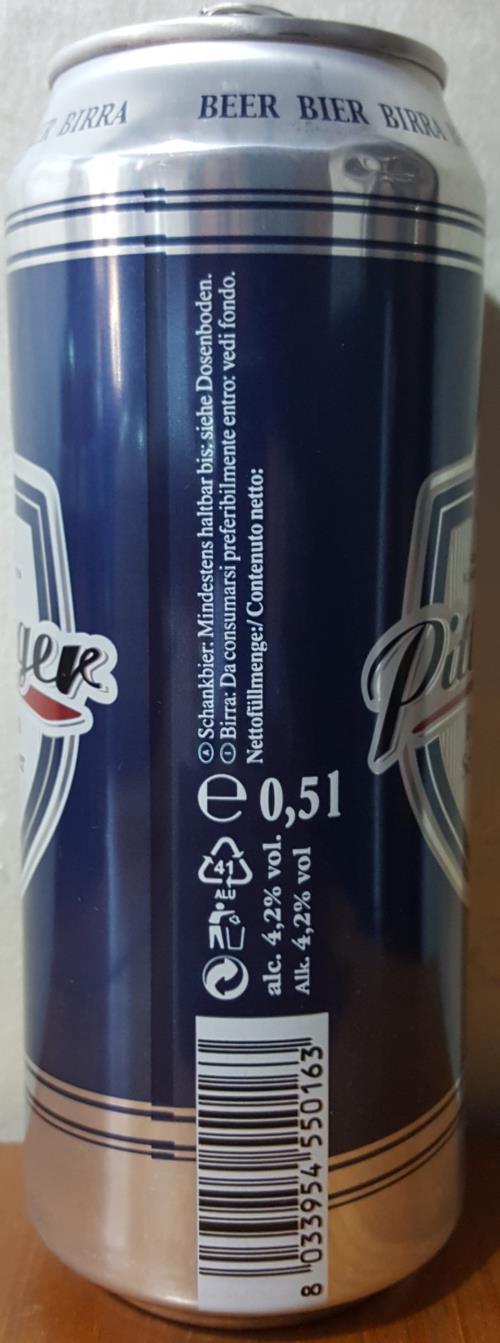 BIRRA BEER BIER BIRRA
Ⓐ Schankbier: Mindestens haltbar bis: siehe Dosenboden.
Ⓘ Birra: Da consumarsi preferibilmente entro: vedi fondo.
Nettofüllmenge:/ Contenuto netto:
℮ 0,5l
41
ALU
alc. 4,2% vol.
Alk. 4,2% vol
8 033954 550163